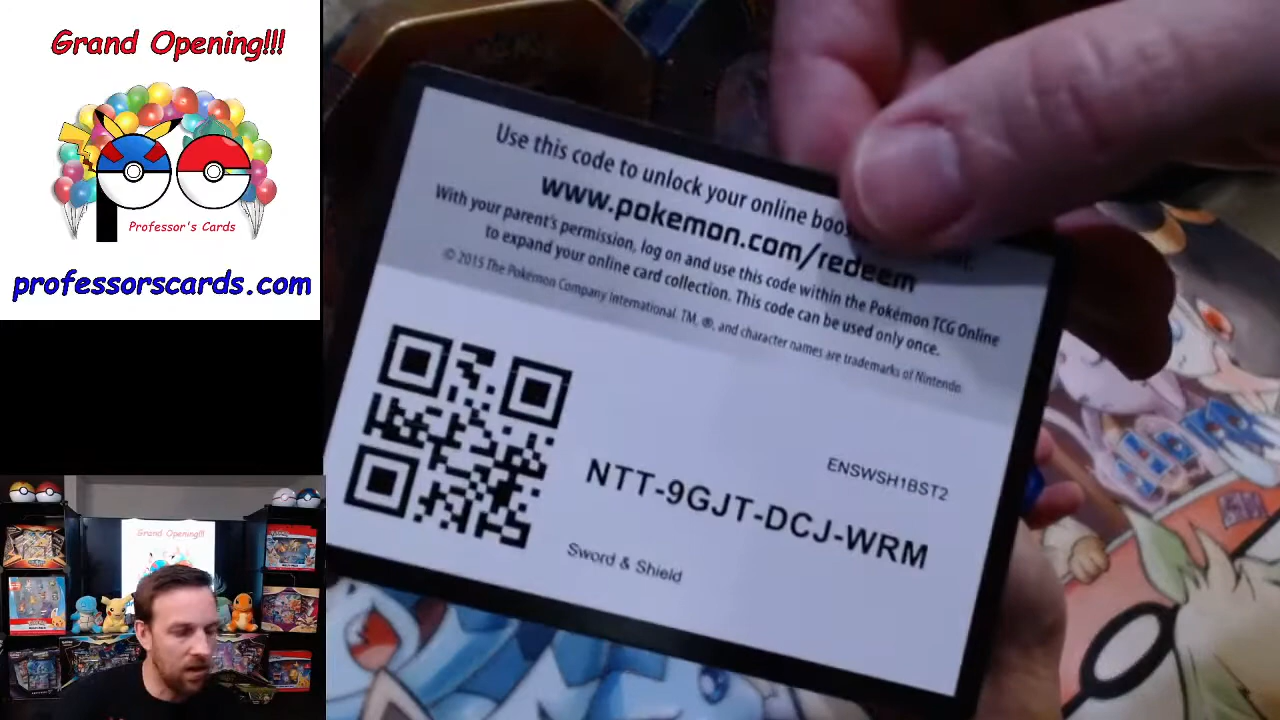 Grand Opening!!!
Professor's Cards
professorscards.com
Grand Opening!!!
Use this code to unlock your online
www.pokemon.com/redeem
With your parent's permission, log on and use this code within the Pokémon TCG Online
to expand your online card collection. This code can be used only once.
© 2015 The Pokémon Company International. TM, ®, and character names are trademarks of Nintendo.
ENSWSH1BST2
NTT-9GJT-DCJ-WRM
Sword & Shield